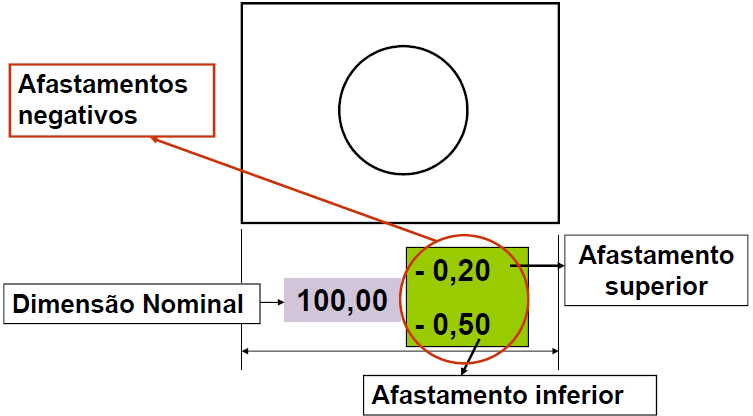 Afastamentos
negativos
- 0,20
Afastamento
superior
Dimensão Nominal
100,00
- 0,50
Afastamento inferior